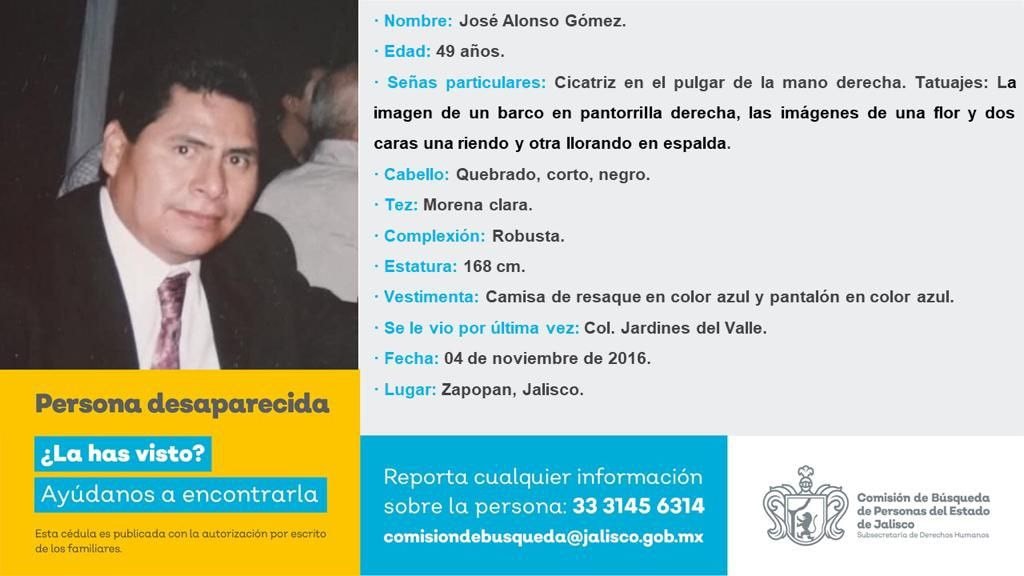 · Nombre: José Alonso Gómez.
· Edad: 49 años.
· Señas particulares: Cicatriz en el pulgar de la mano derecha. Tatuajes: La
imagen de un barco en pantorrilla derecha, las imágenes de una flor y dos
caras una riendo y otra llorando en espalda.
· Cabello: Quebrado, corto, negro.
· Tez: Morena clara.
· Complexión: Robusta.
· Estatura: 168 cm.
· Vestimenta: Camisa de resaque en color azul y pantalón en color azul.
· Se le vio por última vez: Col. Jardines del Valle.
· Fecha: 04 de noviembre de 2016.
· Lugar: Zapopan, Jalisco.
Persona desaparecida
¿La has visto?
Ayúdanos a encontrarla
Esta cédula es publicada con la autorización por escrito
de los familiares.
Reporta cualquier información
sobre la persona: 33 3145 6314
comisiondebusqueda@jalisco.gob.mx
Comisión de Búsqueda
de Personas del Estado
de Jalisco
Subsecretaría de Derechos Humanos